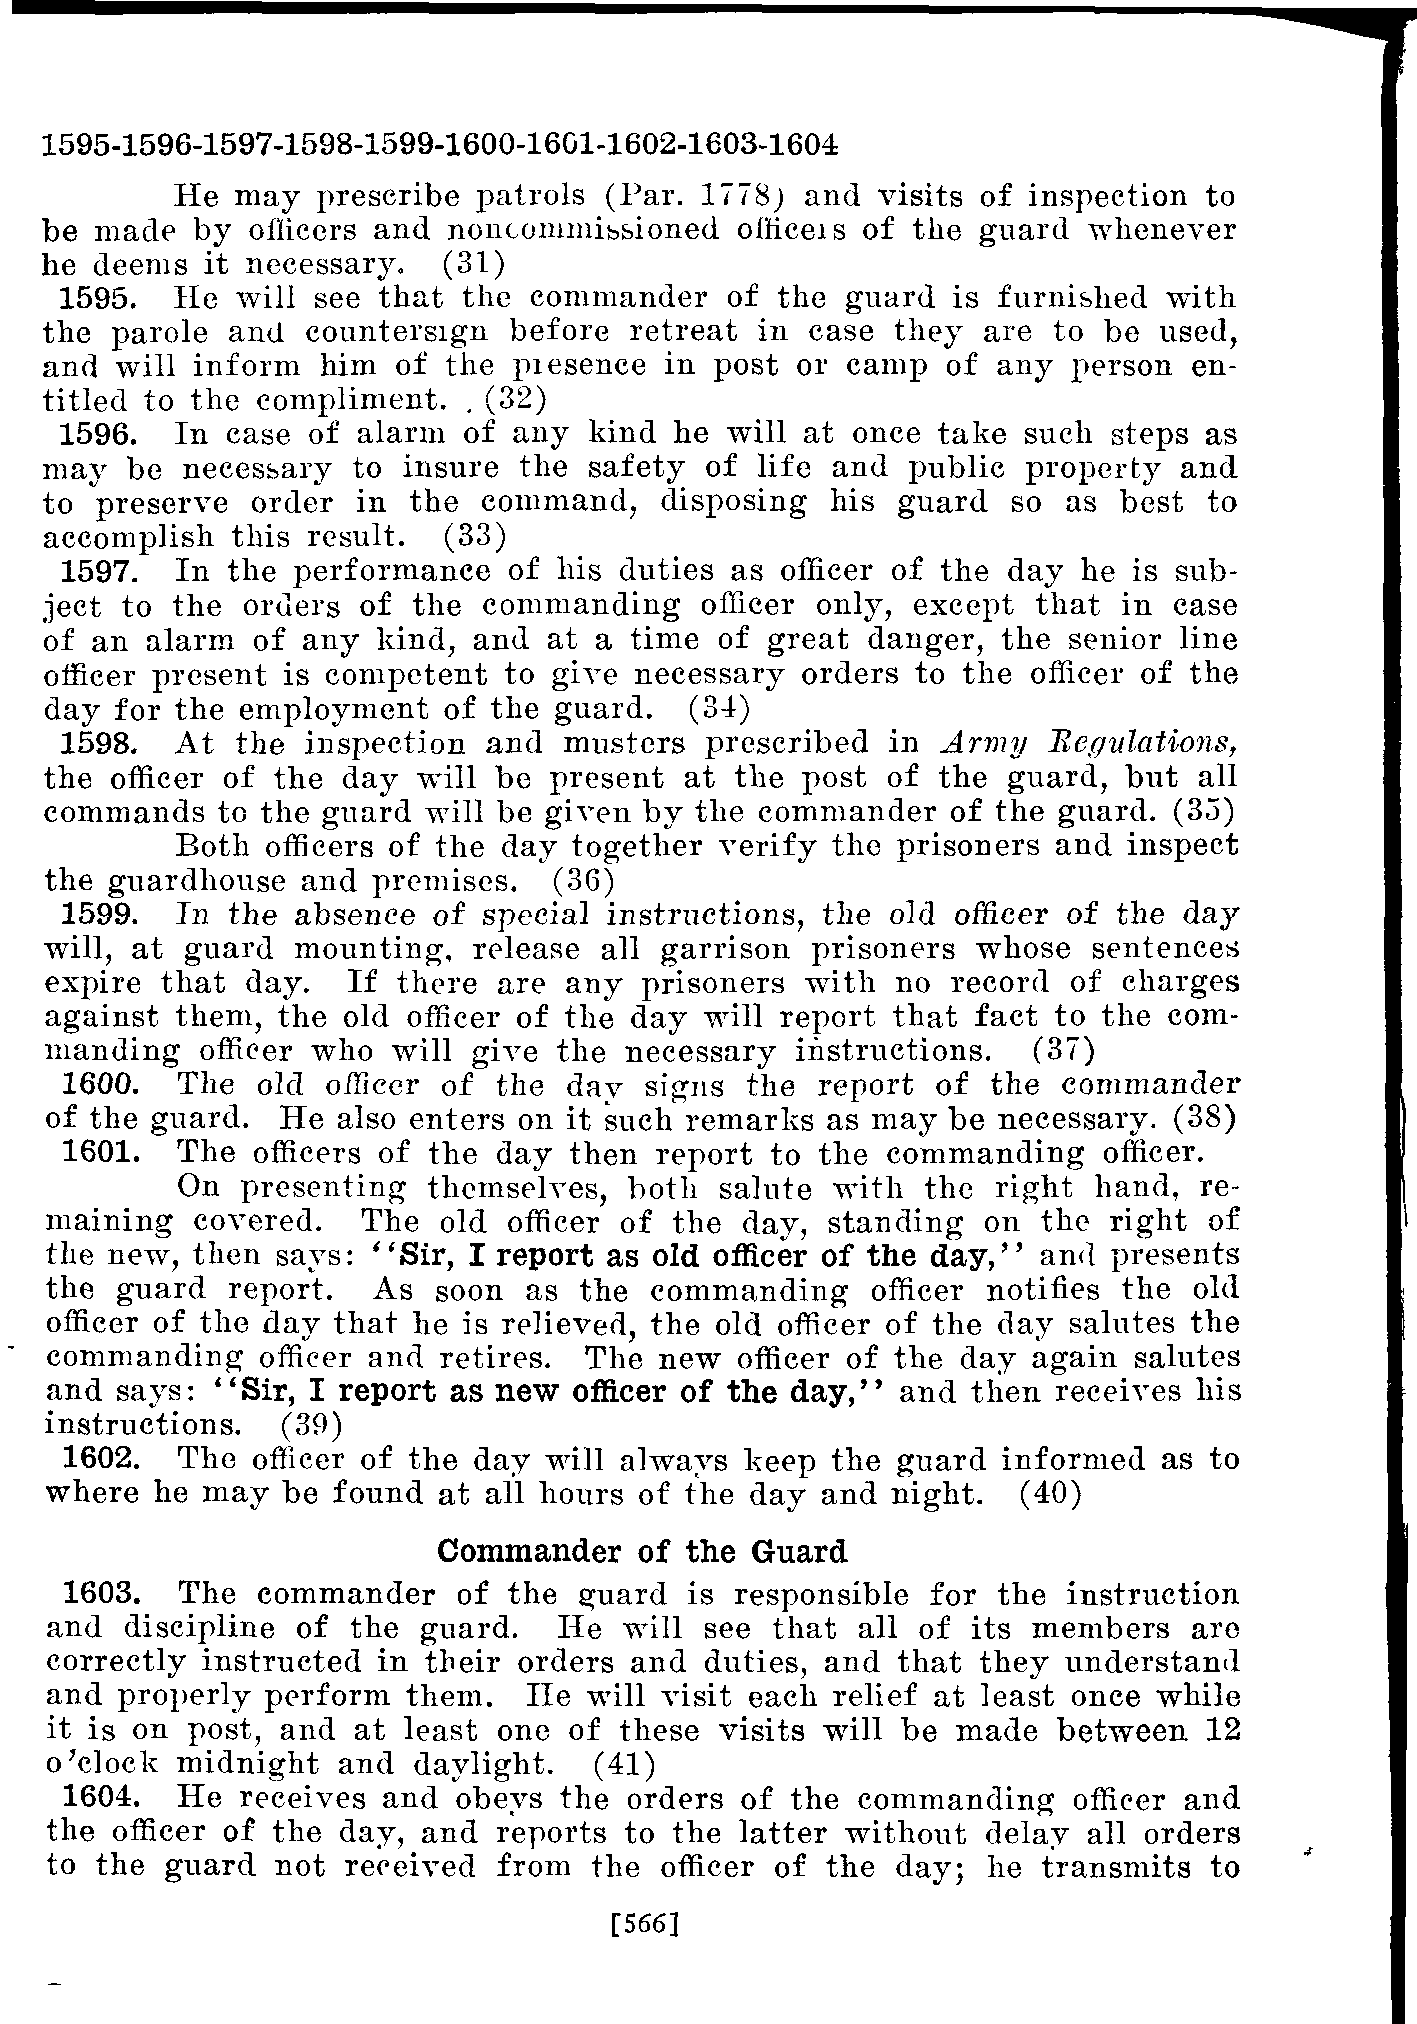 1595-1596-1597-1598-1599-1600-1601-1602-1603-1604
He may prescribe patrols (Par. 1778) and visits of inspection to
be made by officers and noncommissioned officers of the guard whenever
he deems it necessary. (31)
1595. He will see that the commander of the guard is furnished with
the parole and countersign before retreat in case they are to be used,
and will inform him of the presence in post or camp of any person en-
titled to the compliment. (32)
1596. In case of alarm of any kind he will at once take such steps as
may be necessary to insure the safety of life and public property and
to preserve order in the command, disposing his guard so as best to
accomplish this result. (33)
1597. In the performance of his duties as officer of the day he is sub-
ject to the orders of the commanding officer only, except that in case
of an alarm of any kind, and at a time of great danger, the senior line
officer present is competent to give necessary orders to the officer of the
day for the employment of the guard. (34)
1598. At the inspection and musters prescribed in Army Regulations,
the officer of the day will be present at the post of the guard, but all
commands to the guard will be given by the commander of the guard. (35)
Both officers of the day together verify the prisoners and inspect
the guardhouse and premises. (36)
1599. In the absence of special instructions, the old officer of the day
will, at guard mounting, release all garrison prisoners whose sentences
expire that day. If there are any prisoners with no record of charges
against them, the old officer of the day will report that fact to the com-
manding officer who will give the necessary instructions. (37)
1600. The old officer of the day signs the report of the commander
of the guard. He also enters on it such remarks as may be necessary. (38)
1601. The officers of the day then report to the commanding officer.
On presenting themselves, both salute with the right hand, re-
maining covered. The old officer of the day, standing on the right of
the new, then says: "Sir, I report as old officer of the day," and presents
the guard report. As soon as the commanding officer notifies the old
officer of the day that he is relieved, the old officer of the day salutes the
commanding officer and retires. The new officer of the day again salutes
and says: "Sir, I report as new officer of the day," and then receives his
instructions. (39)
1602. The officer of the day will always keep the guard informed as to
where he may be found at all hours of the day and night. (40)
Commander of the Guard
1603. The commander of the guard is responsible for the instruction
and discipline of the guard. He will see that all of its members are
correctly instructed in their orders and duties, and that they understand
and properly perform them. He will visit each relief at least once while
it is on post, and at least one of these visits will be made between 12
o'clock midnight and daylight. (41)
1604. He receives and obeys the orders of the commanding officer and
the officer of the day, and reports to the latter without delay all orders
to the guard not received from the officer of the day; he transmits to
[566]